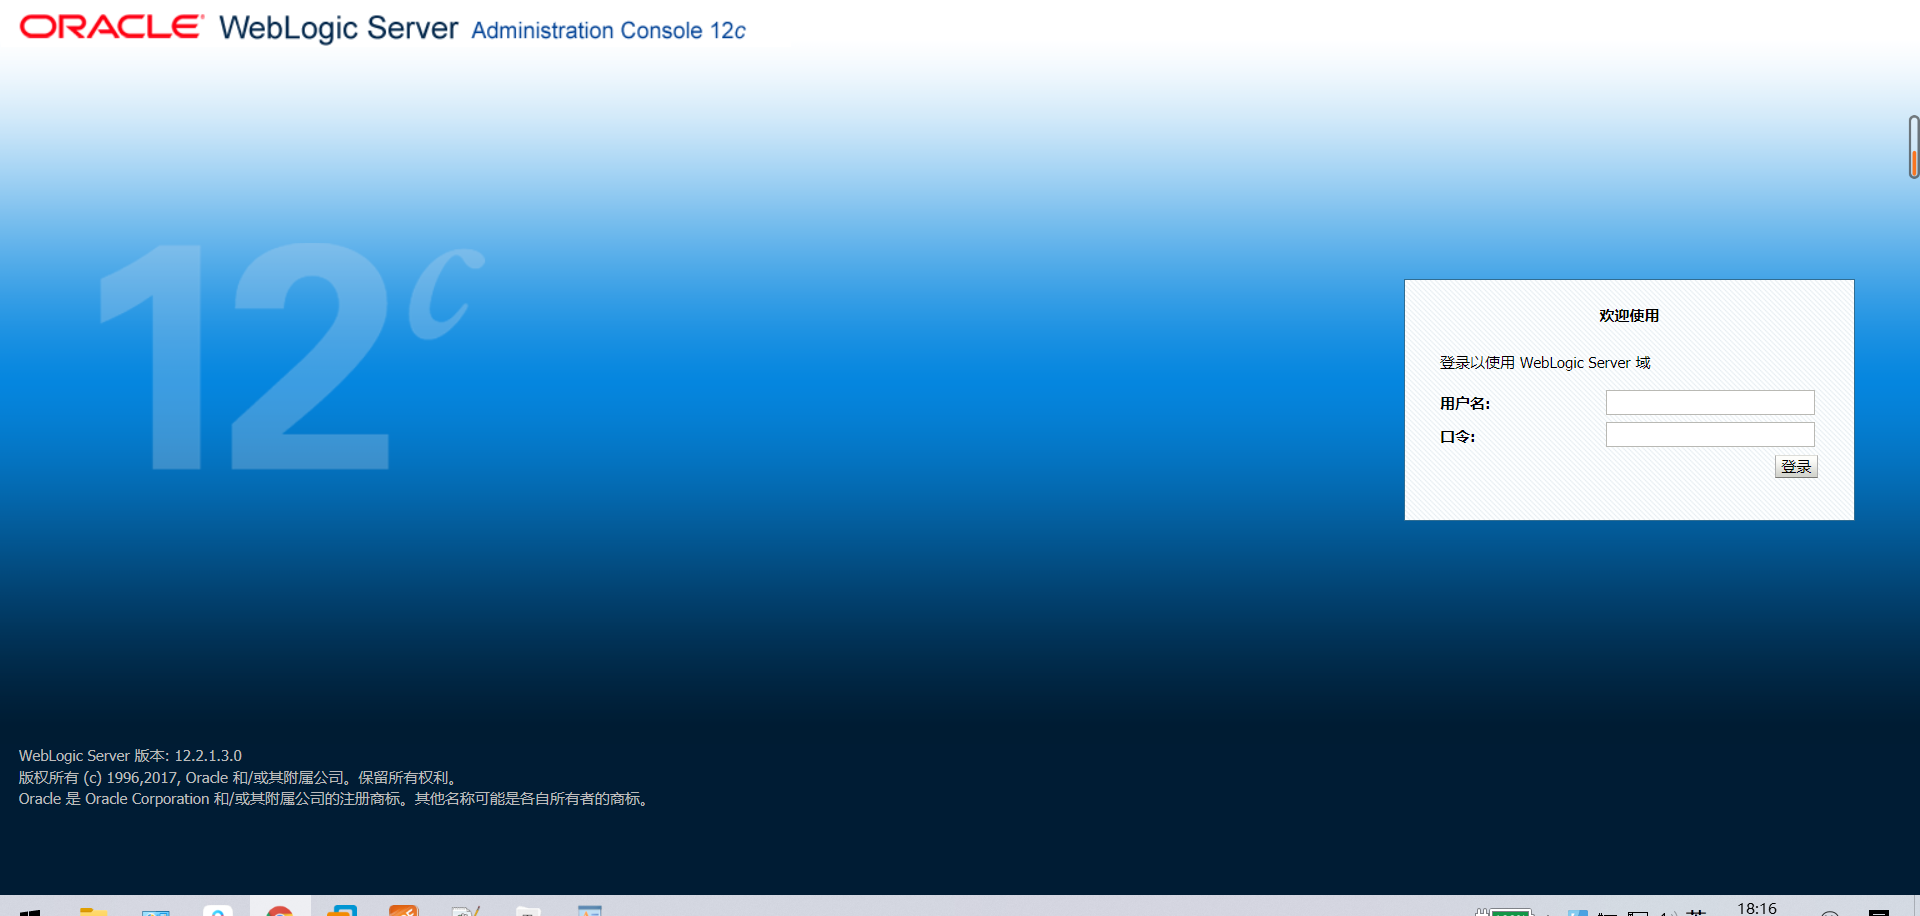 ORACLE WebLogic Server Administration Console 12c
12c
欢迎使用
登录以使用 WebLogic Server 域
用户名:
口令:
登录
WebLogic Server 版本: 12.2.1.3.0
版权所有 (c) 1996,2017, Oracle 和/或其附属公司。保留所有权利。
Oracle 是 Oracle Corporation 和/或其附属公司的注册商标。其他名称可能是各自所有者的商标。
18:16